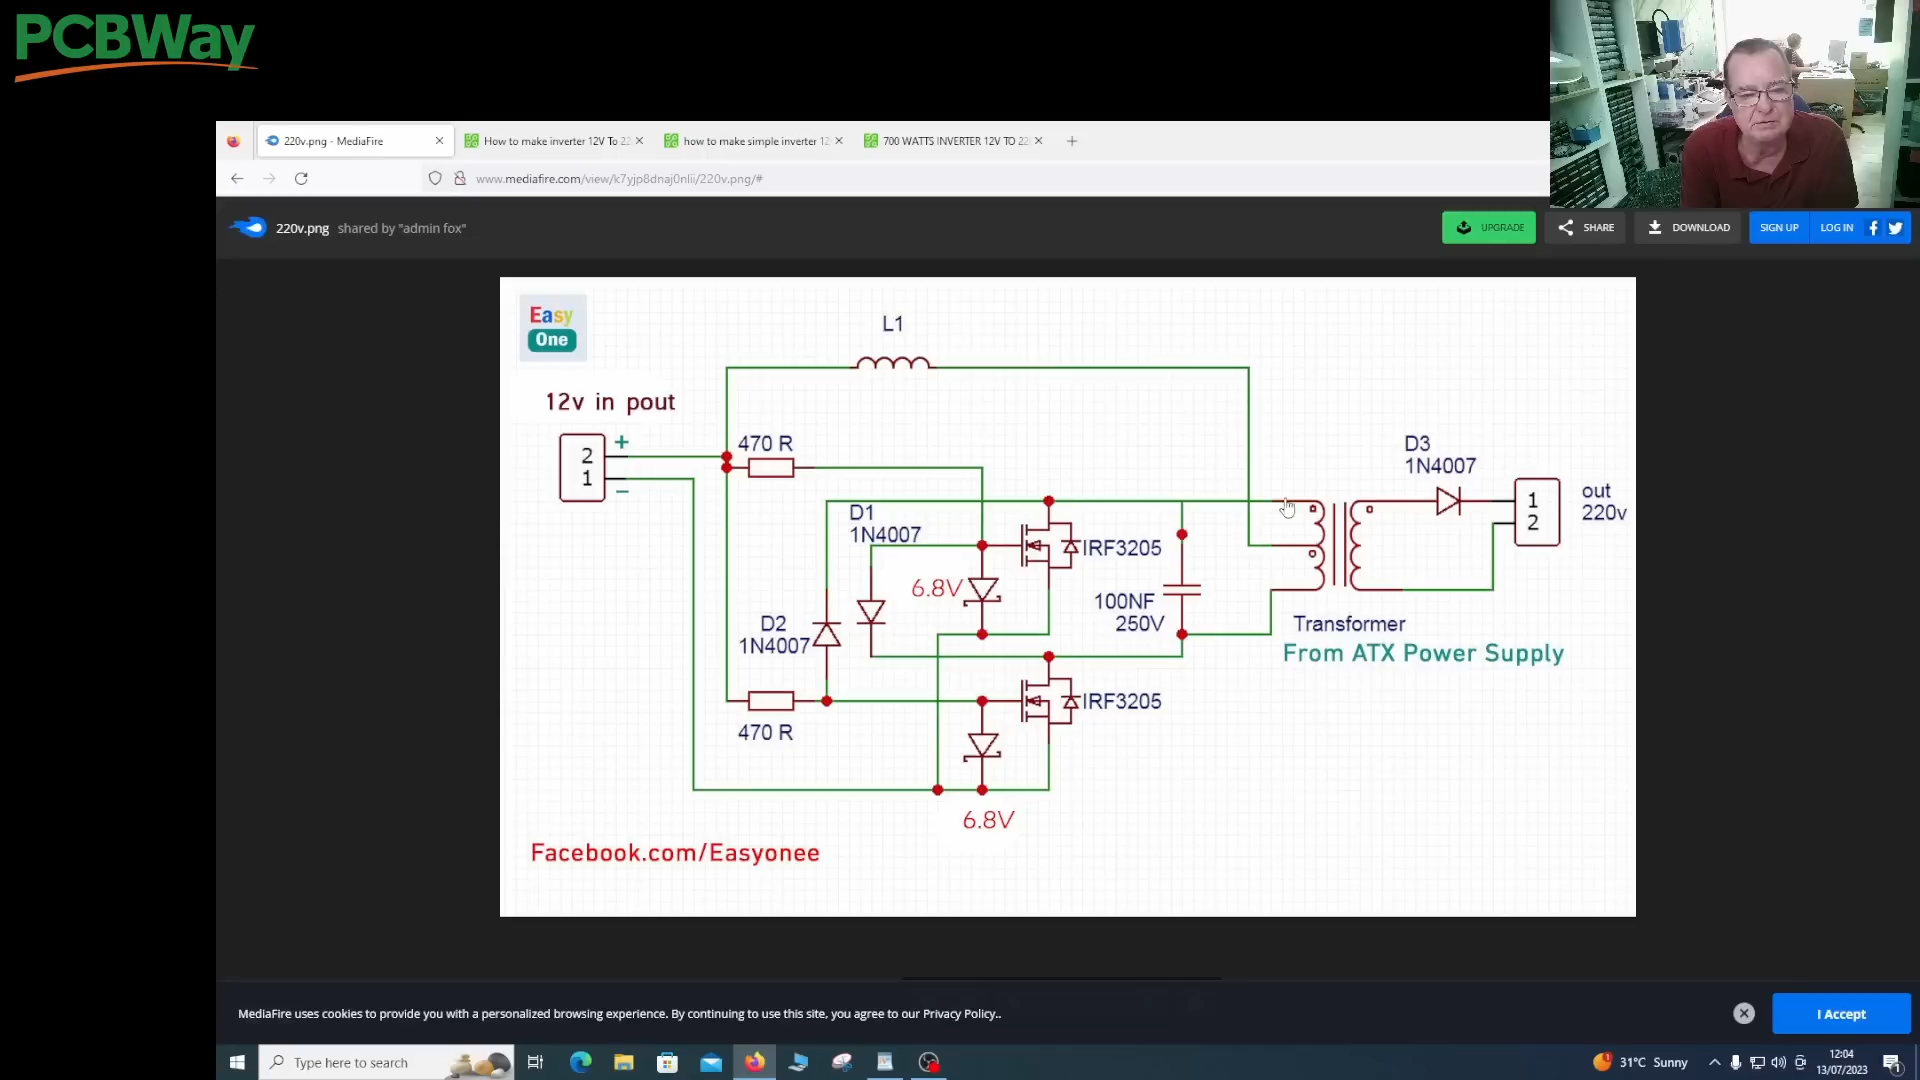 PCBWay
220v.png - MediaFire
How to make inverter 12V To 22
how to make simple inverter 12
700 WATTS INVERTER 12V TO 22
www.mediafire.com/view/k7yjp8dnaj0nlii/220v.png/#
220v.png shared by "admin fox"
UPGRADE
SHARE
DOWNLOAD
SIGN UP
LOG IN
Easy
One
L1
12v in pout
+
2
1
−
470 R
D1
1N4007
6.8V
IRF3205
D2
1N4007
100NF
250V
470 R
IRF3205
6.8V
D3
1N4007
1
2
out
220v
Transformer
From ATX Power Supply
Facebook.com/Easyonee
MediaFire uses cookies to provide you with a personalized browsing experience. By continuing to use this site, you agree to our Privacy Policy..
I Accept
Type here to search
31°C Sunny
12:04
13/07/2023